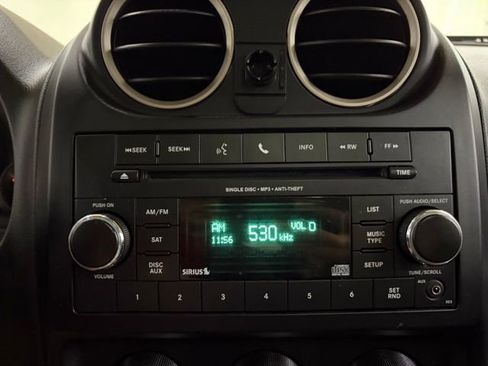 SEEK SEEK INFO RW FF
SINGLE DISC • MP3 • ANTI-THEFT TIME
PUSH ON
AM/FM
SAT
DISC AUX
VOLUME
AM
11:56
530 kHz
VOL 0
SIRIUS
LIST
MUSIC TYPE
SETUP
PUSH AUDIO/SELECT
TUNE/SCROLL
1 2 3 4 5 6 SET RND
AUX